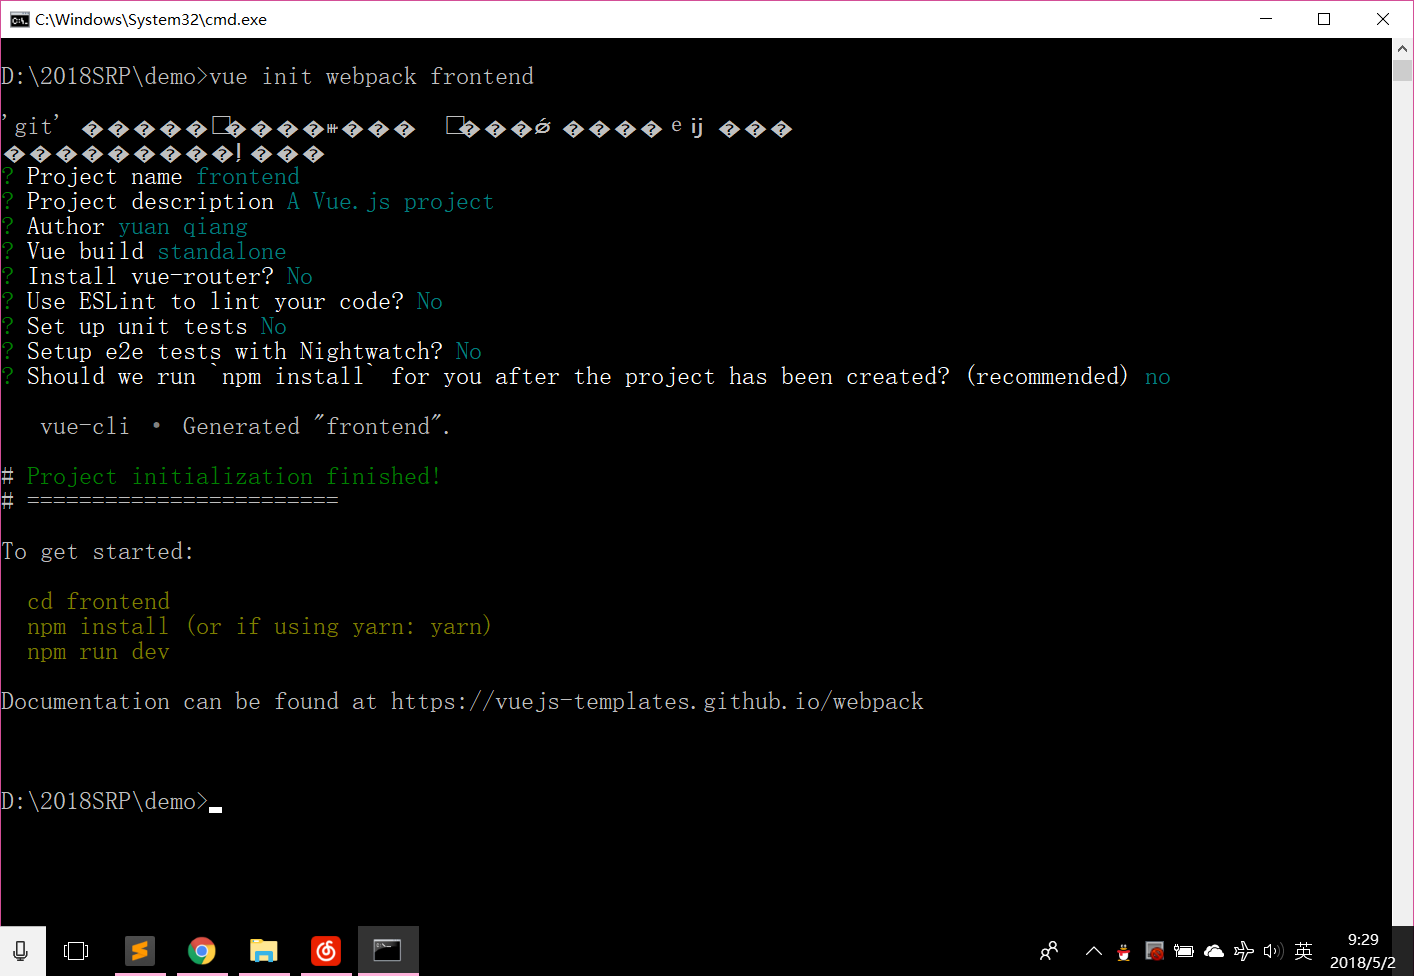 C:\Windows\System32\cmd.exe
D:\2018SRP\demo>vue init webpack frontend
'git'
? Project name frontend
? Project description A Vue.js project
? Author yuan qiang
? Vue build standalone
? Install vue-router? No
? Use ESLint to lint your code? No
? Set up unit tests No
? Setup e2e tests with Nightwatch? No
? Should we run `npm install` for you after the project has been created? (recommended) no
vue-cli · Generated "frontend".
# Project initialization finished!
# ========================
To get started:
cd frontend
npm install (or if using yarn: yarn)
npm run dev
Documentation can be found at https://vuejs-templates.github.io/webpack
D:\2018SRP\demo>
英
9:29
2018/5/2